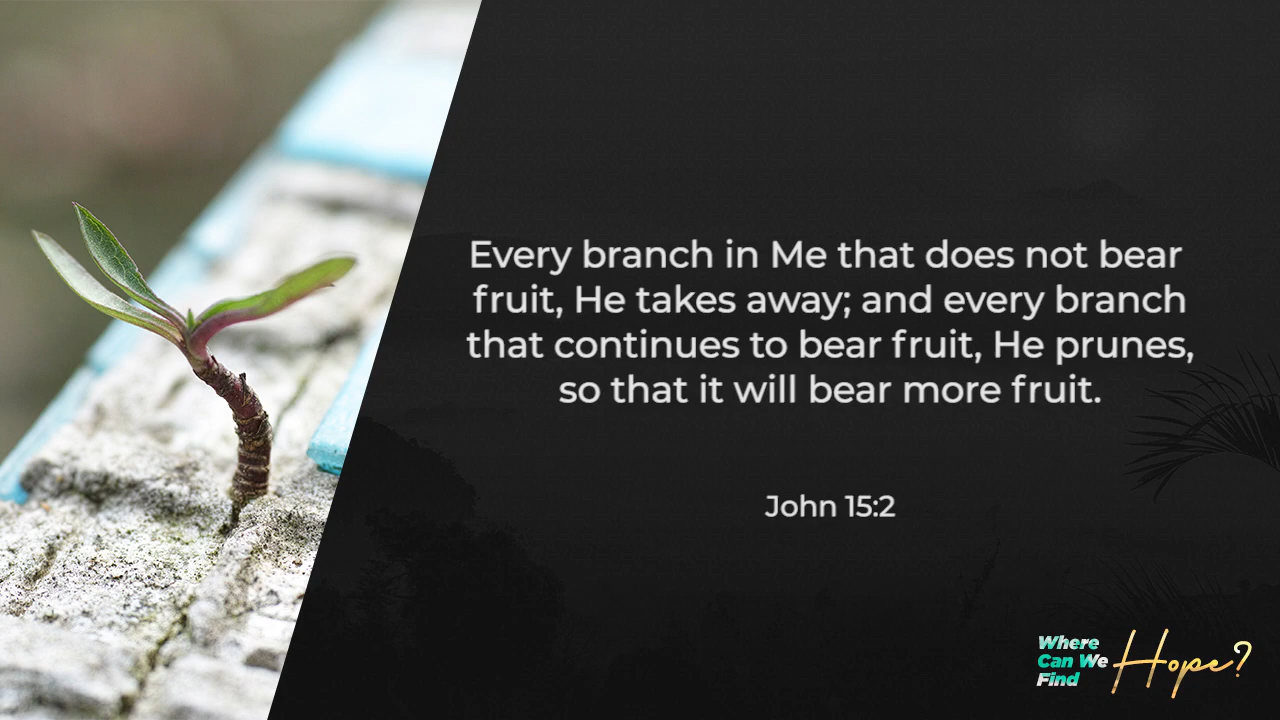 Every branch in Me that does not bear
fruit, He takes away; and every branch
that continues to bear fruit, He prunes,
so that it will bear more fruit.
John 15:2
Where
Can We
Find
Hope?